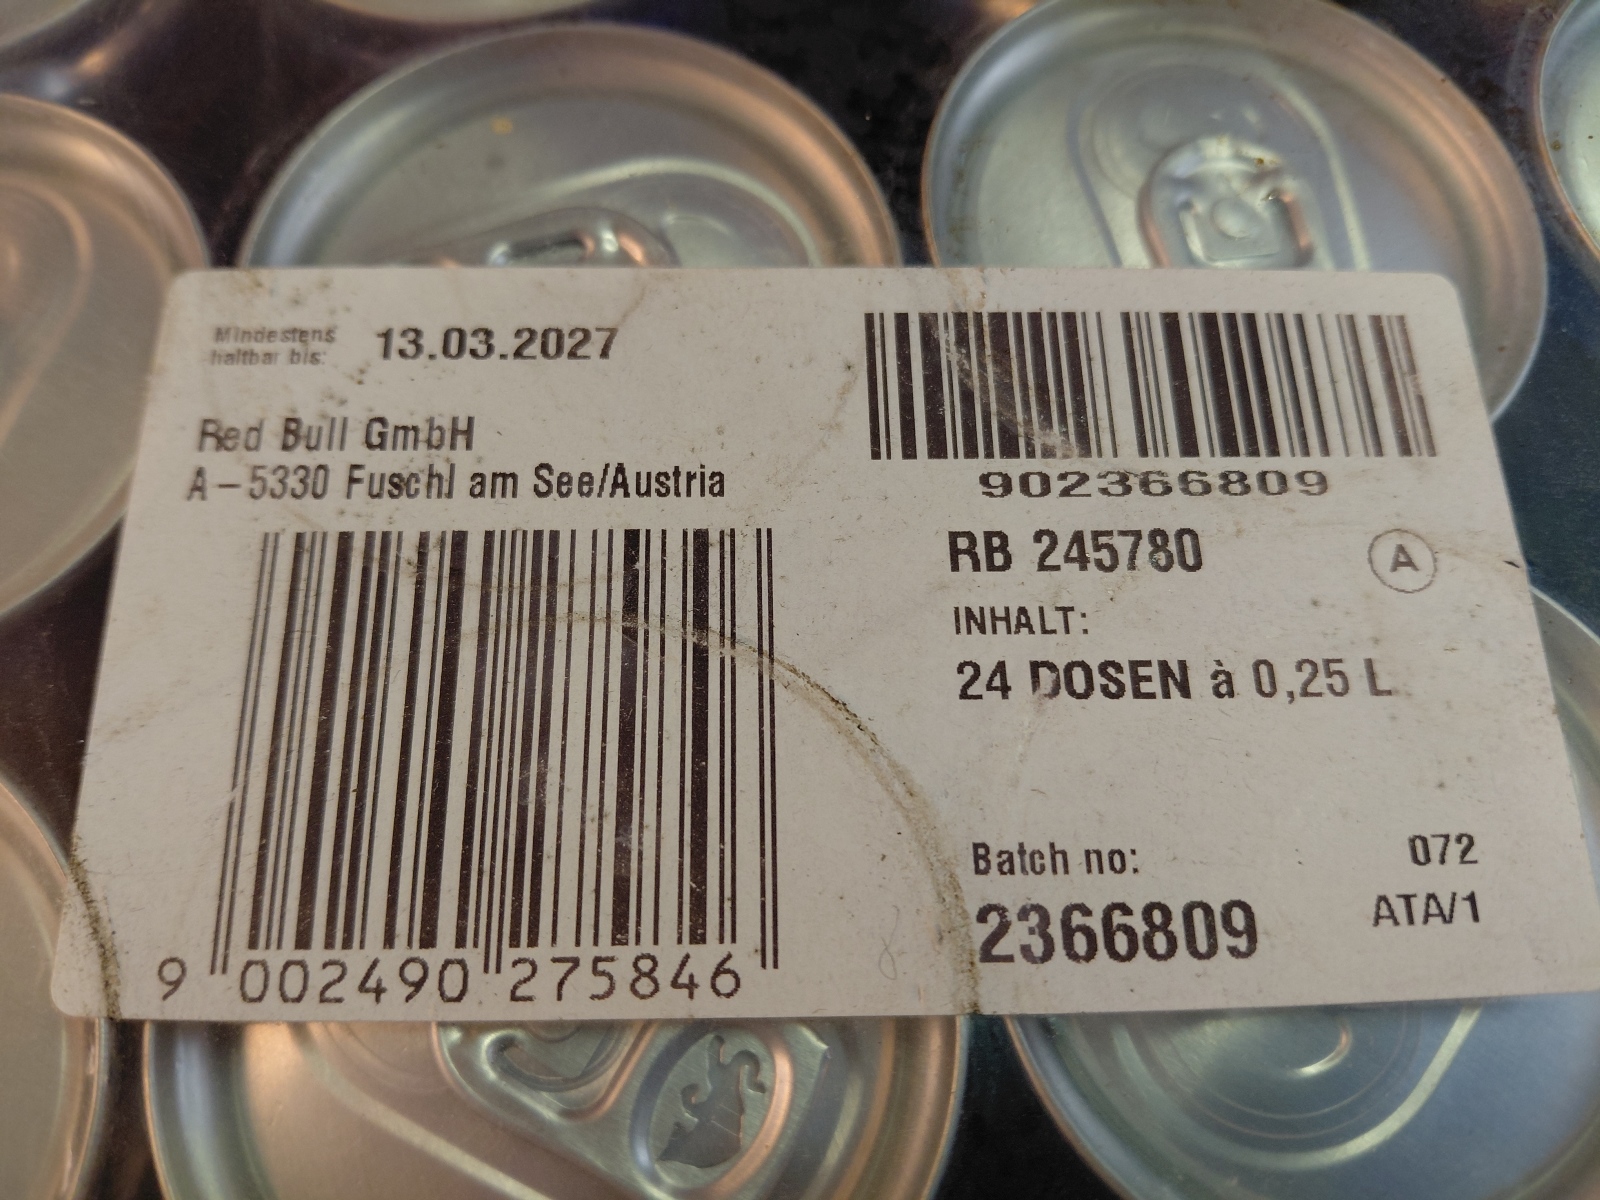 Mindestens
haltbar bis: 13.03.2027
Red Bull GmbH
A-5330 Fuschl am See/Austria
9 002490 275846
902366809
RB 245780 A
INHALT:
24 DOSEN à 0,25 L
Batch no: 072
2366809 ATA/1